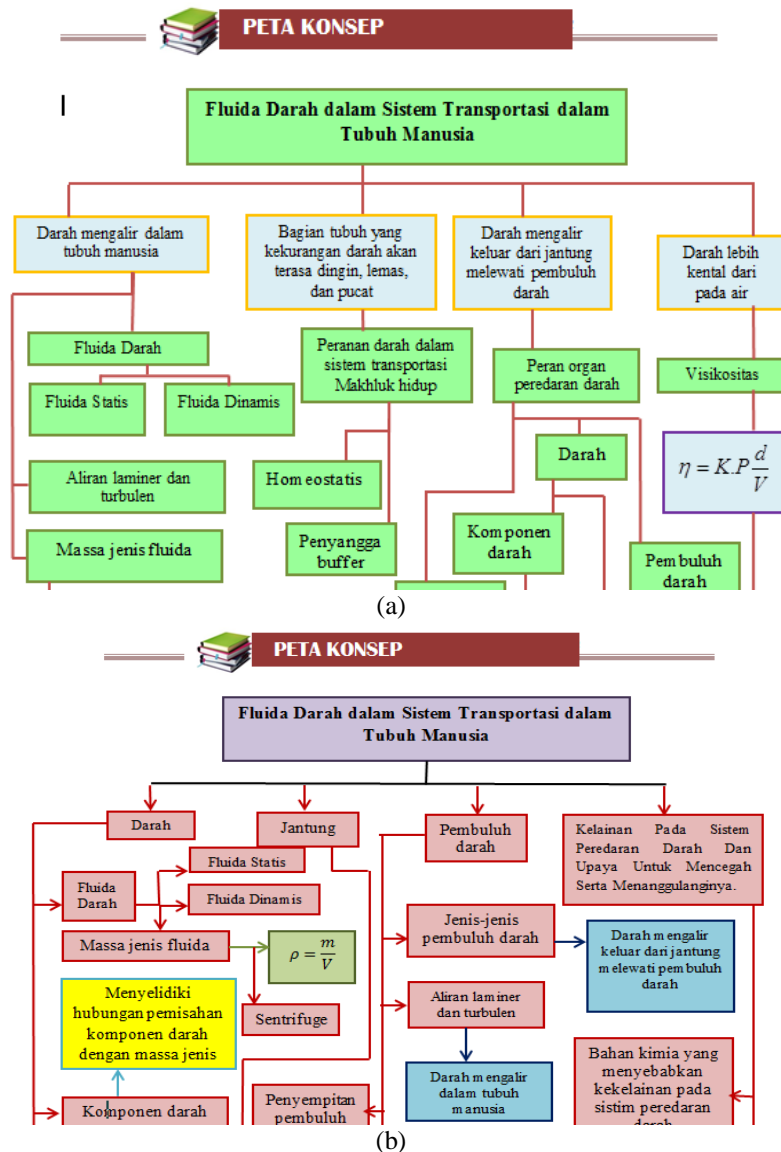 PETA KONSEP
Fluida Darah dalam Sistem Transportasi dalam
Tubuh Manusia
Darah mengalir dalam
tubuh manusia
Bagian tubuh yang
kekurangan darah akan
terasa dingin, lemas,
dan pucat
Darah mengalir
keluar dari jantung
melewati pembuluh
darah
Darah lebih
kental dari
pada air
Fluida Darah
Fluida Statis
Fluida Dinamis
Aliran laminer dan
turbulen
Massa jenis fluida
Peranan darah dalam
sistem transportasi
Makhluk hidup
Homeostatis
Penyangga
buffer
Peran organ
peredaran darah
Darah
Komponen
darah
Pembuluh
darah
Visikositas
η = K.P d/V
(a)
PETA KONSEP
Fluida Darah dalam Sistem Transportasi dalam
Tubuh Manusia
Darah
Jantung
Pembuluh
darah
Kelainan Pada Sistem
Peredaran Darah Dan
Upaya Untuk Mencegah
Serta Menanggulanginya.
Fluida
Darah
Fluida Statis
Fluida Dinamis
Massa jenis fluida
ρ = m/V
Sentrifuge
Menyelidiki
hubungan pemisahan
komponen darah
dengan massa jenis
Komponen darah
Penyempitan
pembuluh
Jenis-jenis
pembuluh darah
Darah mengalir
keluar dari jantung
melewati pembuluh
darah
Aliran laminer
dan turbulen
Darah mengalir
dalam tubuh
manusia
Bahan kimia yang
menyebabkan
kekelainan pada
sistim peredaran
darah
(b)